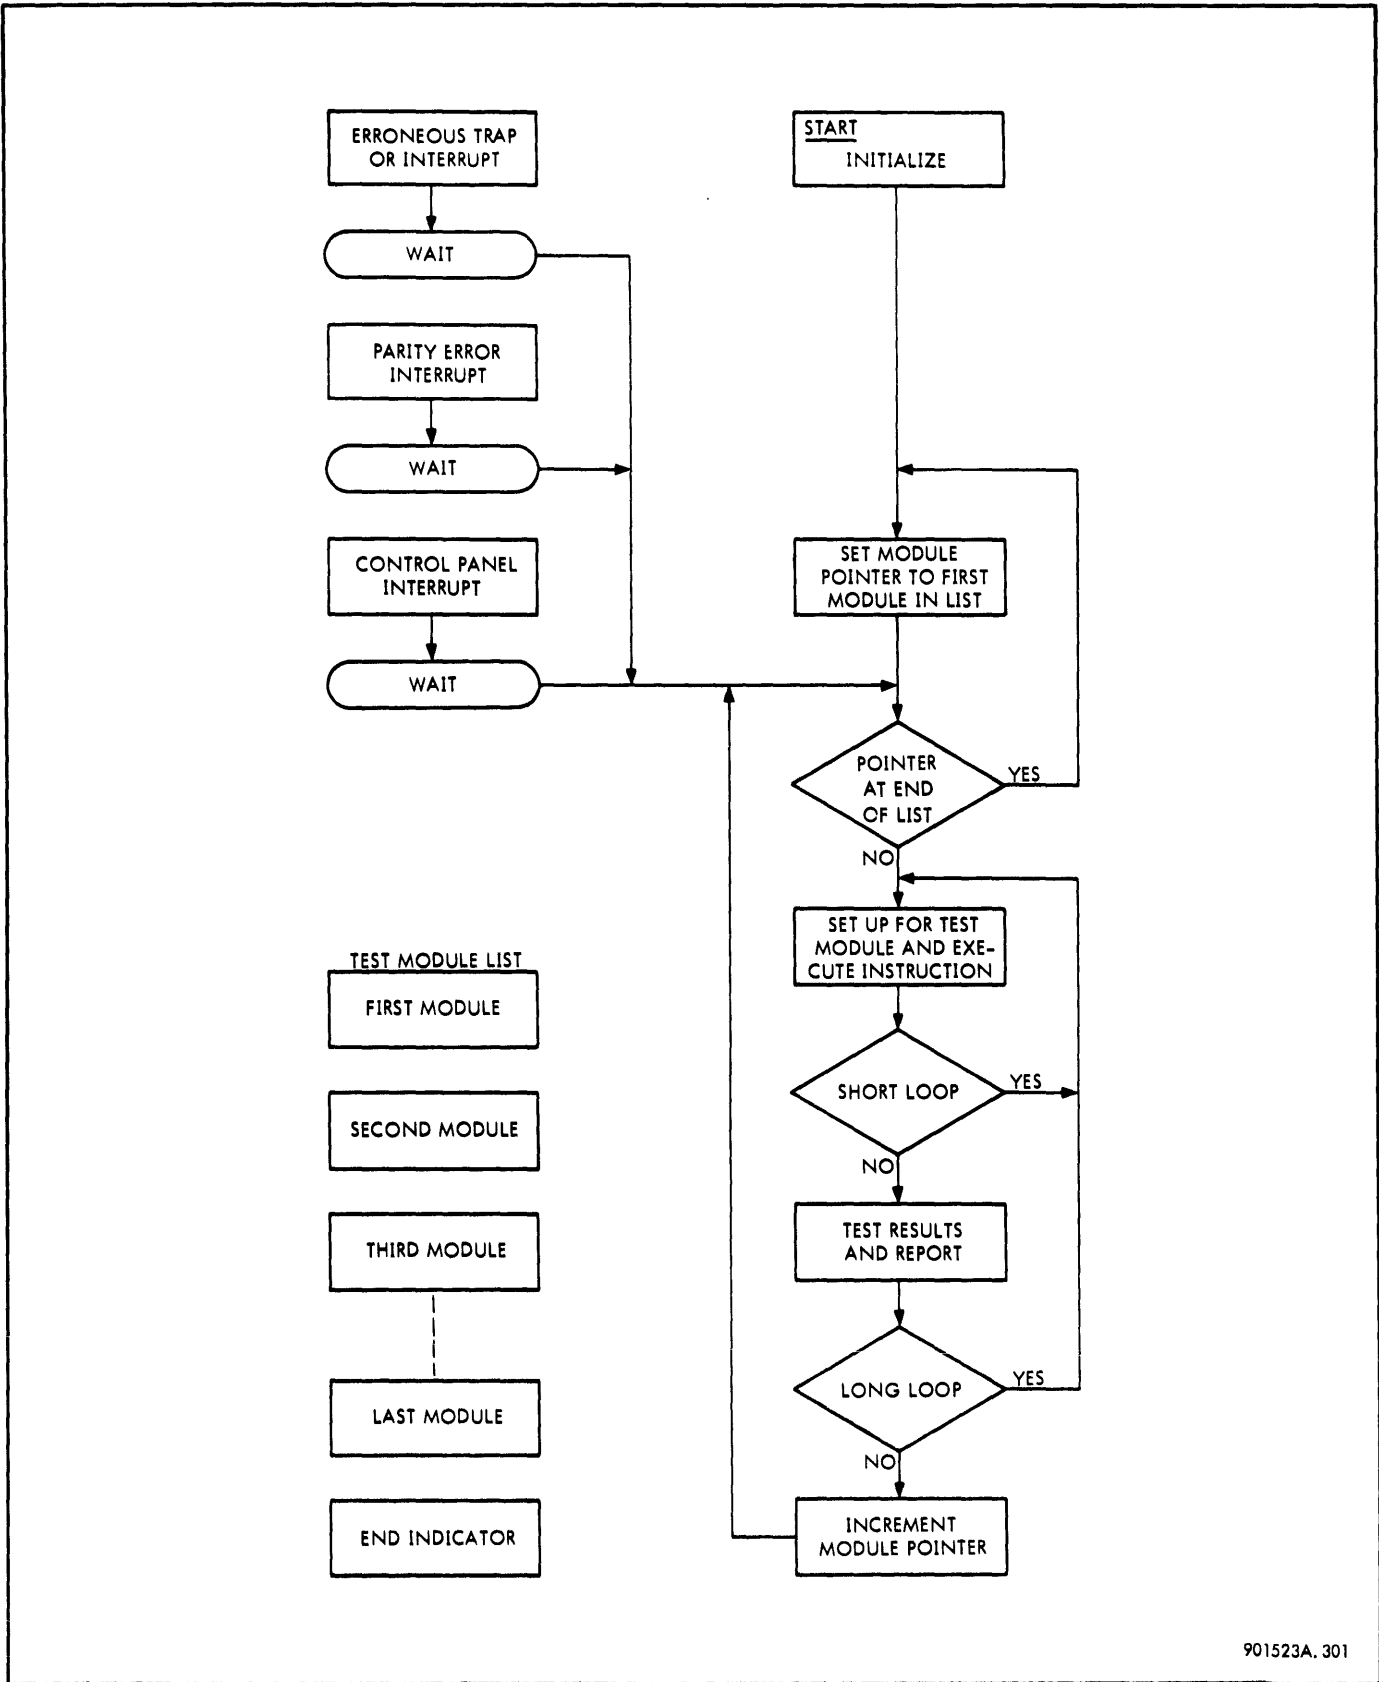 ERRONEOUS TRAP
OR INTERRUPT
WAIT
PARITY ERROR
INTERRUPT
WAIT
CONTROL PANEL
INTERRUPT
WAIT
TEST MODULE LIST
FIRST MODULE
SECOND MODULE
THIRD MODULE
LAST MODULE
END INDICATOR
START
INITIALIZE
SET MODULE
POINTER TO FIRST
MODULE IN LIST
POINTER
AT END
OF LIST
YES
NO
SET UP FOR TEST
MODULE AND EXE-
CUTE INSTRUCTION
SHORT LOOP
YES
NO
TEST RESULTS
AND REPORT
LONG LOOP
YES
NO
INCREMENT
MODULE POINTER
901523A. 301